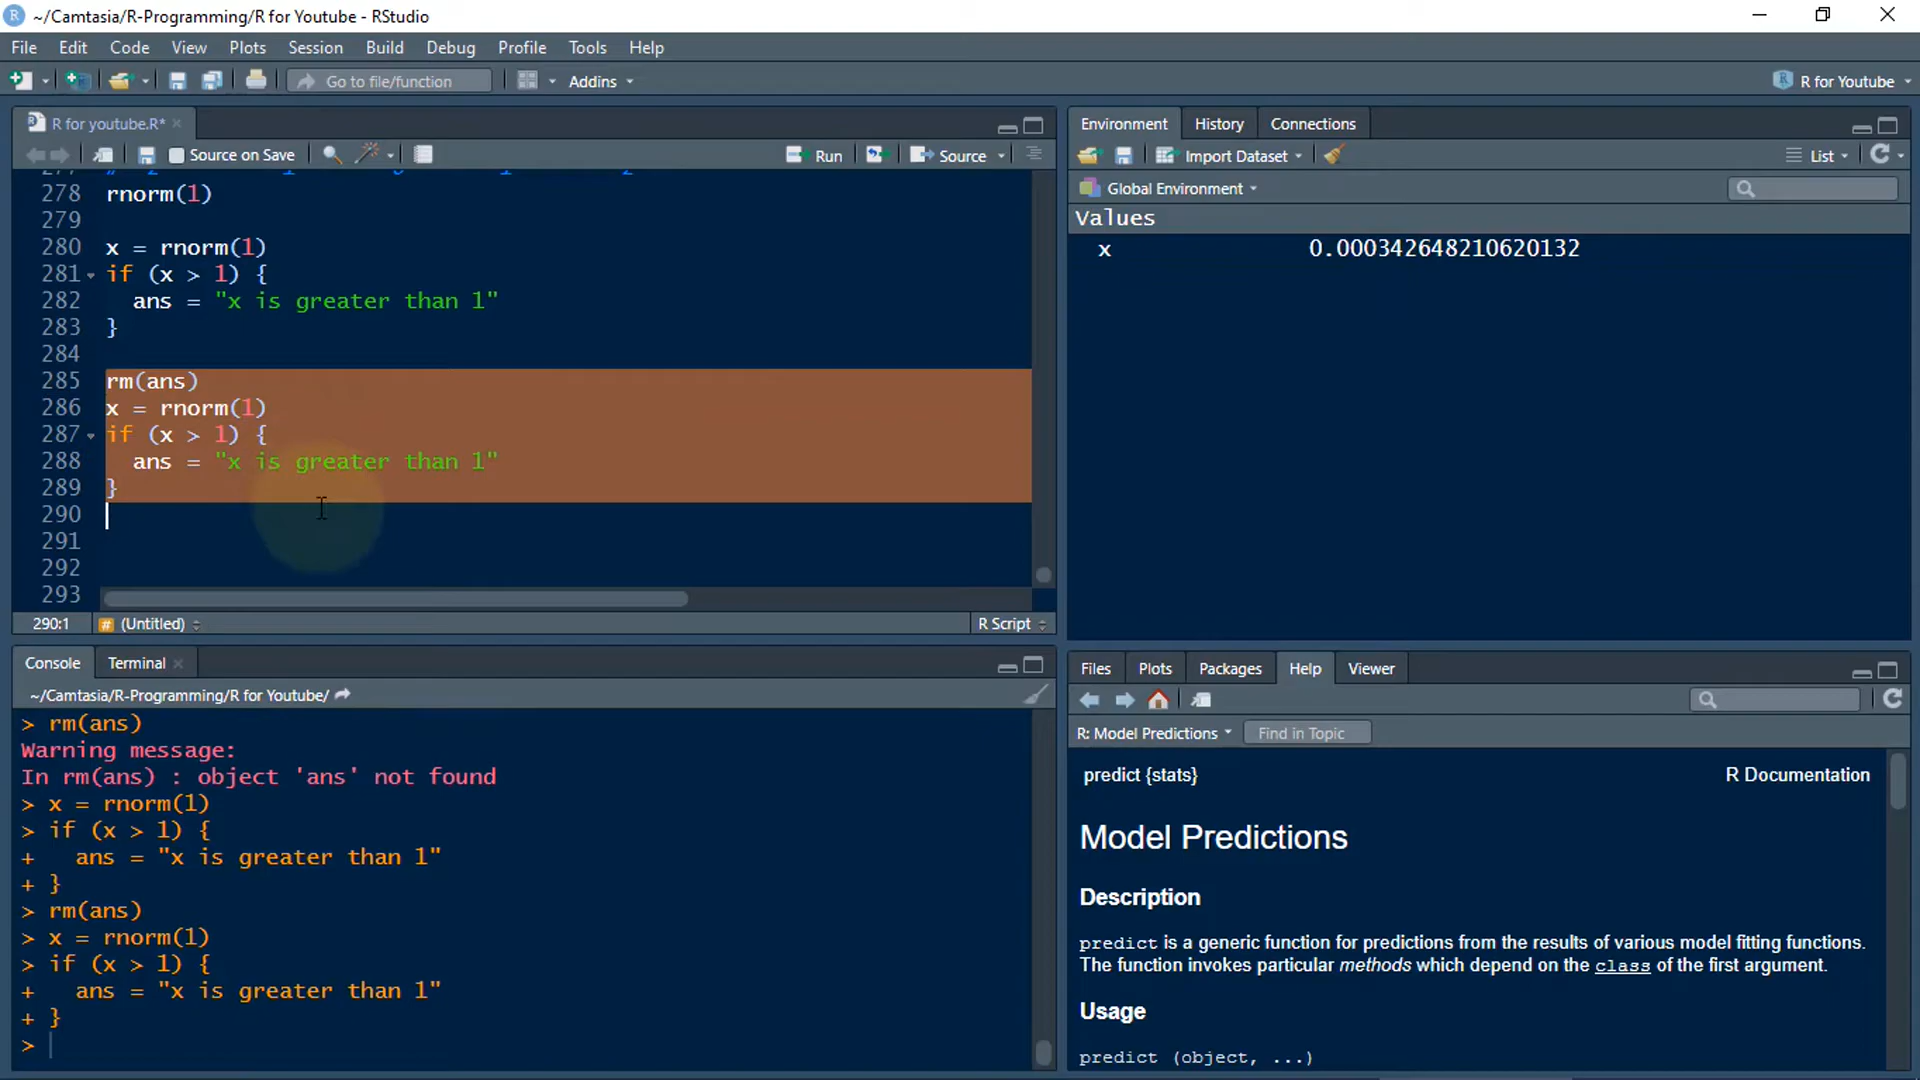 ~/Camtasia/R-Programming/R for Youtube - RStudio
File Edit Code View Plots Session Build Debug Profile Tools Help
Go to file/function Addins R for Youtube
R for youtube.R*
Source on Save Run Source
278 rnorm(1)
279
280 x = rnorm(1)
281 if (x > 1) {
282 ans = "x is greater than 1"
283 }
284
285 rm(ans)
286 x = rnorm(1)
287 if (x > 1) {
288 ans = "x is greater than 1"
289 }
290
291
292
293
290:1 (Untitled) R Script
Console Terminal
~/Camtasia/R-Programming/R for Youtube/
> rm(ans)
Warning message:
In rm(ans) : object 'ans' not found
> x = rnorm(1)
> if (x > 1) {
+ ans = "x is greater than 1"
+ }
> rm(ans)
> x = rnorm(1)
> if (x > 1) {
+ ans = "x is greater than 1"
+ }
>
Environment History Connections
Import Dataset List
Global Environment
Values
x 0.000342648210620132
Files Plots Packages Help Viewer
R: Model Predictions Find in Topic
predict {stats} R Documentation
Model Predictions
Description
predict is a generic function for predictions from the results of various model fitting functions.
The function invokes particular methods which depend on the class of the first argument.
Usage
predict (object, ...)